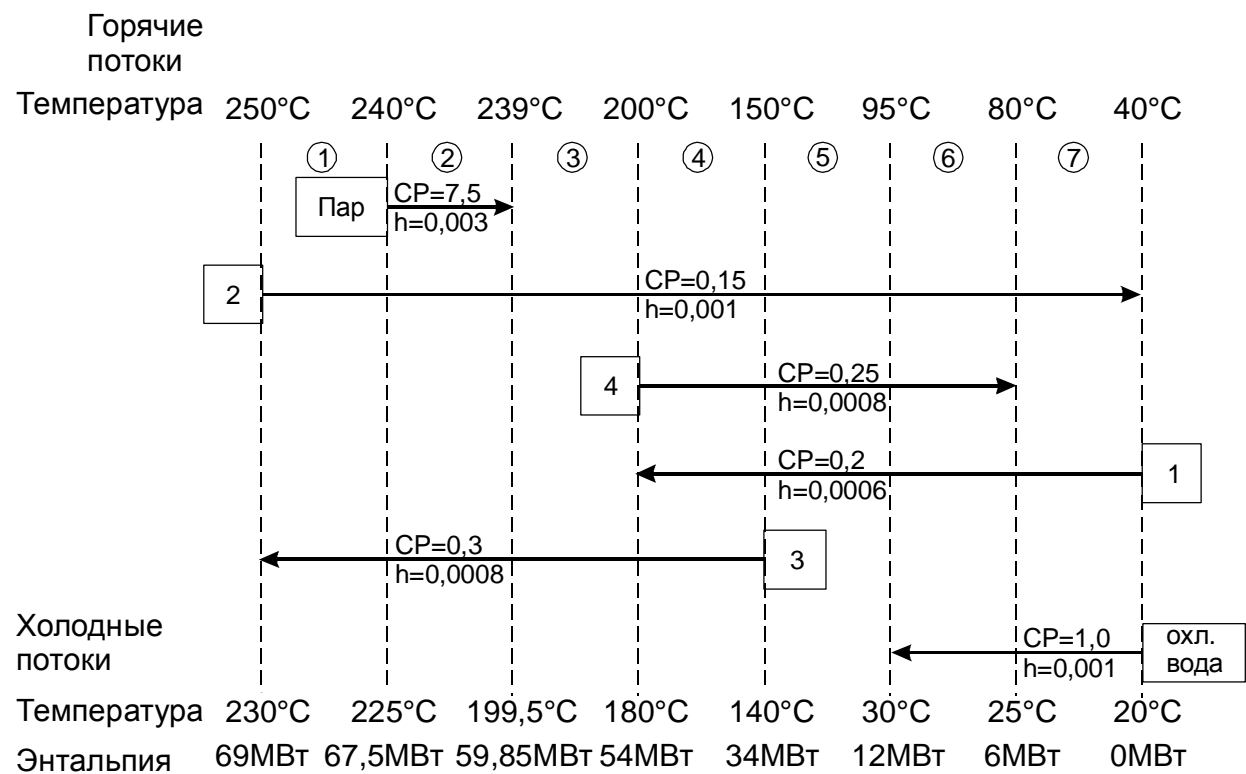 Горячие
потоки
Температура 250°С 240°С 239°С 200°С 150°С 95°С 80°С 40°С
1 2 3 4 5 6 7
Пар
CP=7,5
h=0,003
2
CP=0,15
h=0,001
4
CP=0,25
h=0,0008
CP=0,2
h=0,0006
1
CP=0,3
h=0,0008
3
Холодные
потоки
CP=1,0
h=0,001
охл.
вода
Температура 230°С 225°С 199,5°С 180°С 140°С 30°С 25°С 20°С
Энтальпия 69МВт 67,5МВт 59,85МВт 54МВт 34МВт 12МВт 6МВт 0МВт